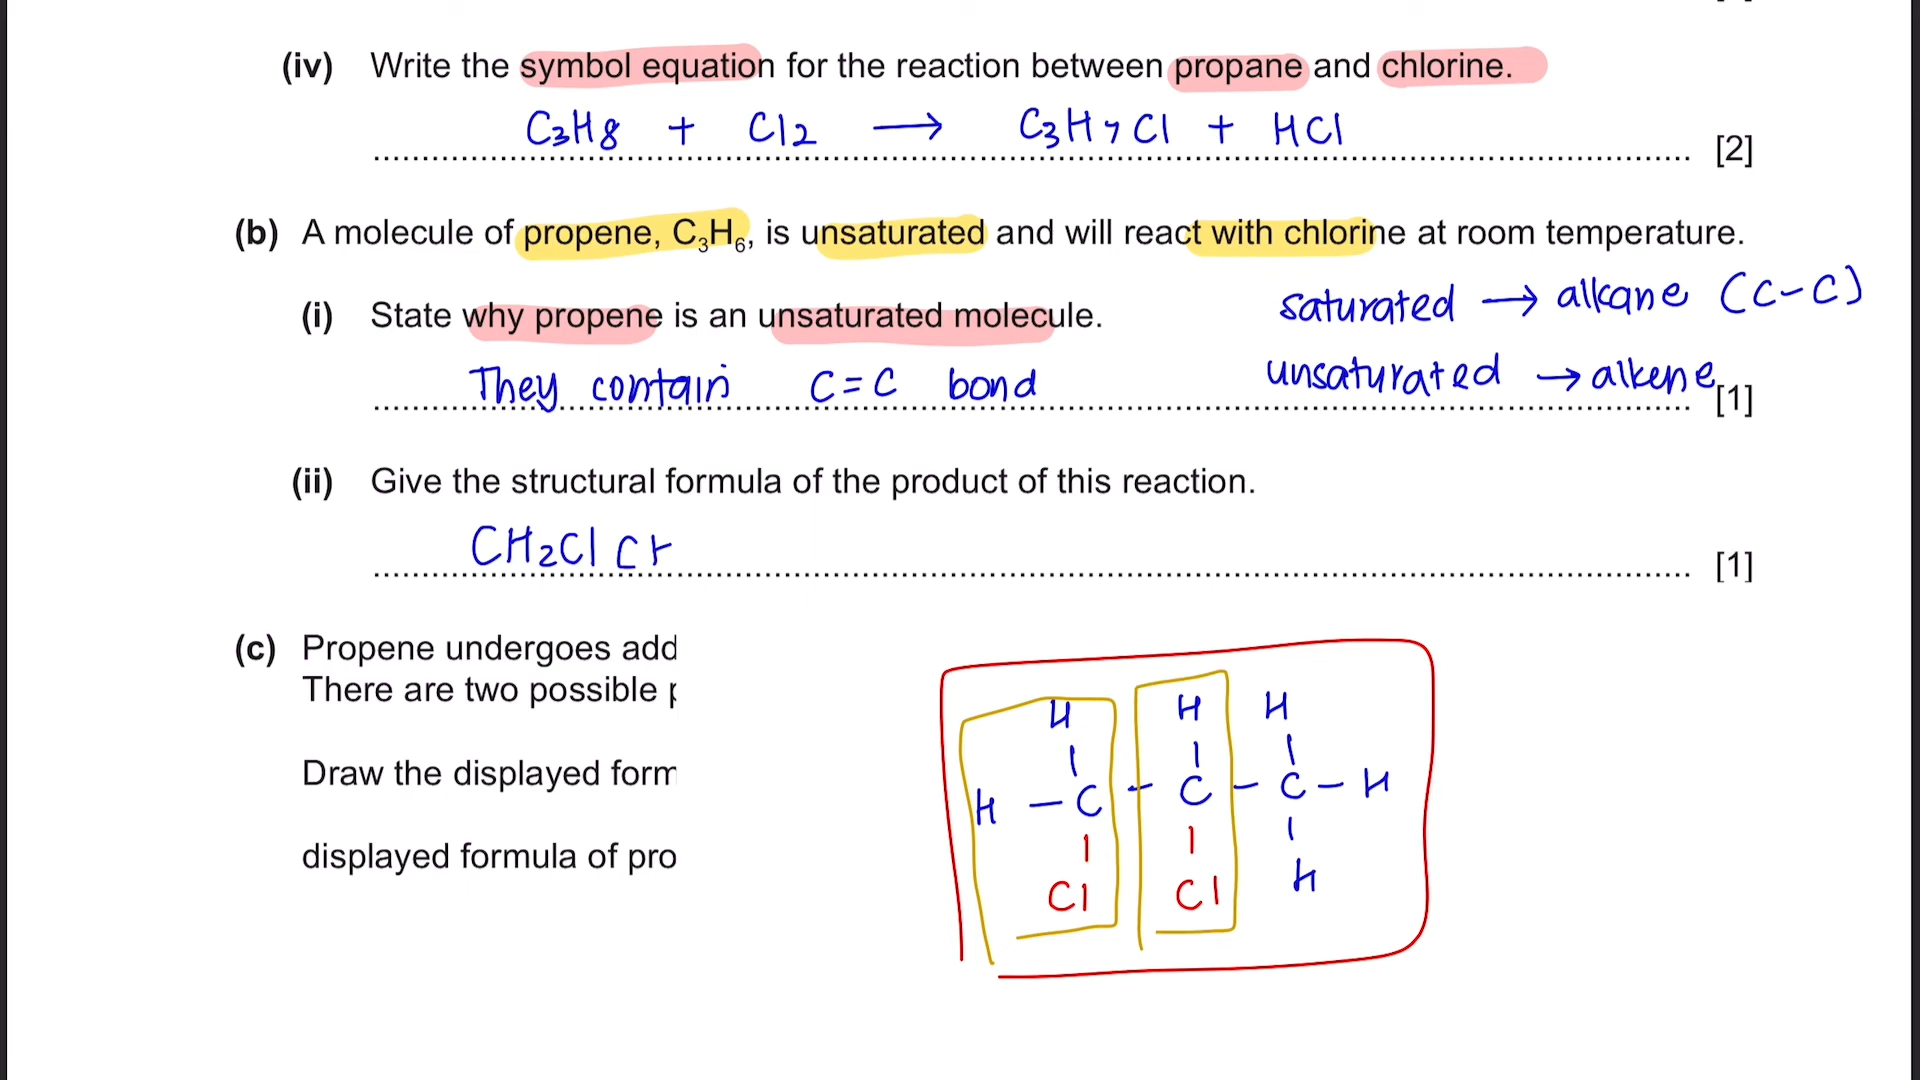 (iv) Write the symbol equation for the reaction between propane and chlorine.
C3H8 + Cl2 → C3H7Cl + HCl
[2]
(b) A molecule of propene, C₃H₆, is unsaturated and will react with chlorine at room temperature.
saturated → alkane (C-C)
(i) State why propene is an unsaturated molecule.
unsaturated → alkene
They contain C=C bond
[1]
(ii) Give the structural formula of the product of this reaction.
CH2Cl C
[1]
(c) Propene undergoes add
There are two possible
Draw the displayed form
displayed formula of pro
H H H
H - C - C - C - H
Cl Cl H